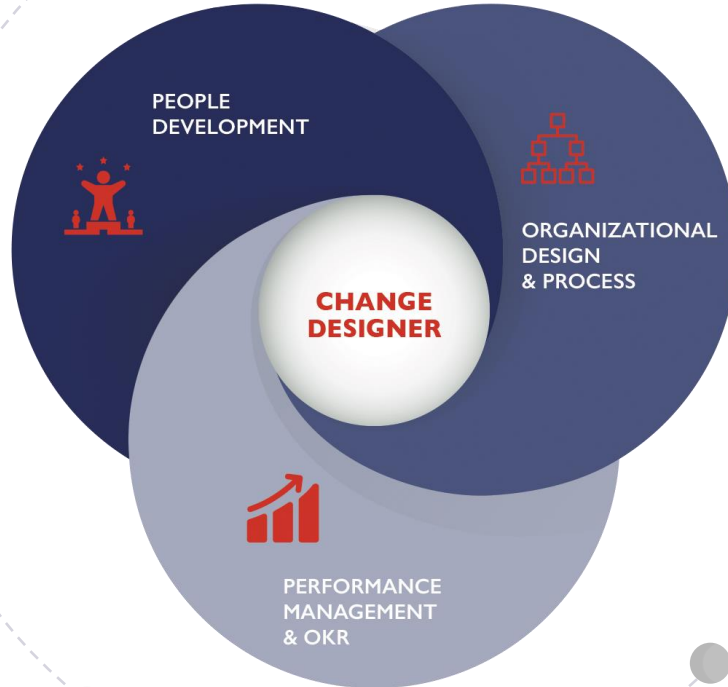 PEOPLE
DEVELOPMENT
ORGANIZATIONAL
DESIGN
& PROCESS
CHANGE
DESIGNER
PERFORMANCE
MANAGEMENT
& OKR